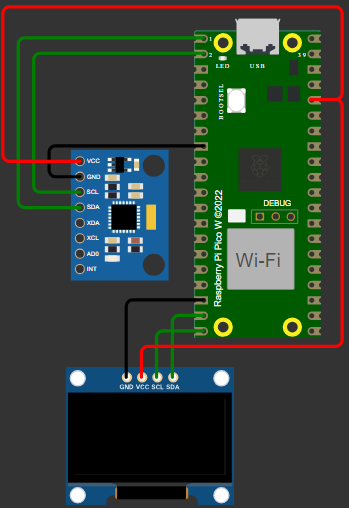 1
2
LED
USB
39
BOOTSEL
VCC
GND
SCL
SDA
XDA
XCL
AD0
INT
Raspberry Pi Pico W ©2022
DEBUG
Wi-Fi
GND VCC SCL SDA